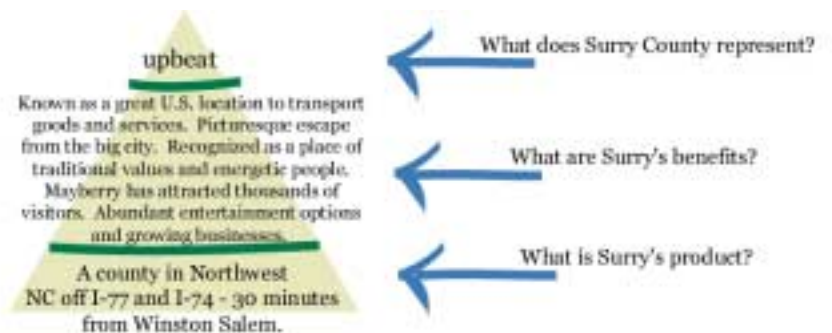 upbeat
What does Surry County represent?
Known as a great U.S. location to transport
goods and services. Picturesque escape
from the big city. Recognized as a place of
traditional values and energetic people.
Mayberry has attracted thousands of
visitors. Abundant entertainment options
and growing businesses.
What are Surry's benefits?
A county in Northwest
NC off I-77 and I-74 - 30 minutes
from Winston Salem.
What is Surry's product?